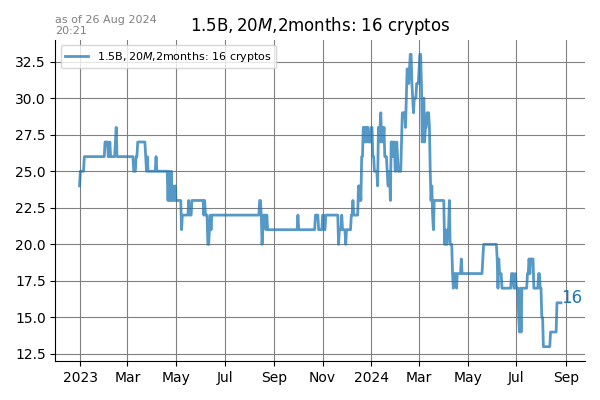 as of 26 Aug 2024
20:21
1.5B, 20M,2months: 16 cryptos
1.5B, 20M,2months: 16 cryptos
32.5
30.0
27.5
25.0
22.5
20.0
17.5
15.0
12.5
16
2023 Mar May Jul Sep Nov 2024 Mar May Jul Sep